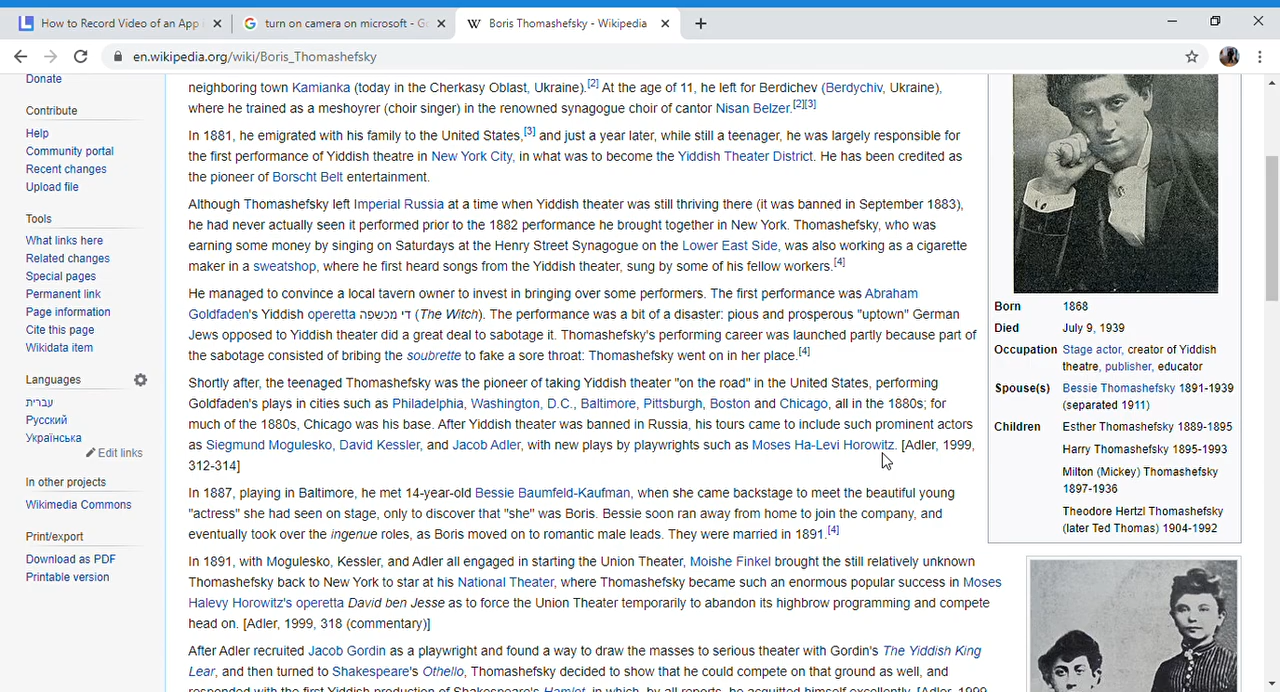 How to Record Video of an App
turn on camera on microsoft - Go
Boris Thomashefsky - Wikipedia
en.wikipedia.org/wiki/Boris_Thomashefsky
Donate
Contribute
Help
Community portal
Recent changes
Upload file
Tools
What links here
Related changes
Special pages
Permanent link
Page information
Cite this page
Wikidata item
Languages
עברית
Русский
Українська
Edit links
In other projects
Wikimedia Commons
Print/export
Download as PDF
Printable version
neighboring town Kamianka (today in the Cherkasy Oblast, Ukraine).[2] At the age of 11, he left for Berdichev (Berdychiv, Ukraine),
where he trained as a meshoyrer (choir singer) in the renowned synagogue choir of cantor Nisan Belzer.[2][3]
In 1881, he emigrated with his family to the United States,[3] and just a year later, while still a teenager, he was largely responsible for
the first performance of Yiddish theatre in New York City, in what was to become the Yiddish Theater District. He has been credited as
the pioneer of Borscht Belt entertainment.
Although Thomashefsky left Imperial Russia at a time when Yiddish theater was still thriving there (it was banned in September 1883),
he had never actually seen it performed prior to the 1882 performance he brought together in New York. Thomashefsky, who was
earning some money by singing on Saturdays at the Henry Street Synagogue on the Lower East Side, was also working as a cigarette
maker in a sweatshop, where he first heard songs from the Yiddish theater, sung by some of his fellow workers.[4]
He managed to convince a local tavern owner to invest in bringing over some performers. The first performance was Abraham
Goldfaden's Yiddish operetta די מכשפה (The Witch). The performance was a bit of a disaster: pious and prosperous "uptown" German
Jews opposed to Yiddish theater did a great deal to sabotage it. Thomashefsky's performing career was launched partly because part of
the sabotage consisted of bribing the soubrette to fake a sore throat: Thomashefsky went on in her place.[4]
Shortly after, the teenaged Thomashefsky was the pioneer of taking Yiddish theater "on the road" in the United States, performing
Goldfaden's plays in cities such as Philadelphia, Washington, D.C., Baltimore, Pittsburgh, Boston and Chicago, all in the 1880s; for
much of the 1880s, Chicago was his base. After Yiddish theater was banned in Russia, his tours came to include such prominent actors
as Siegmund Mogulesko, David Kessler, and Jacob Adler, with new plays by playwrights such as Moses Ha-Levi Horowitz. [Adler, 1999,
312-314]
In 1887, playing in Baltimore, he met 14-year-old Bessie Baumfeld-Kaufman, when she came backstage to meet the beautiful young
"actress" she had seen on stage, only to discover that "she" was Boris. Bessie soon ran away from home to join the company, and
eventually took over the ingenue roles, as Boris moved on to romantic male leads. They were married in 1891.[4]
In 1891, with Mogulesko, Kessler, and Adler all engaged in starting the Union Theater, Moishe Finkel brought the still relatively unknown
Thomashefsky back to New York to star at his National Theater, where Thomashefsky became such an enormous popular success in Moses
Halevy Horowitz's operetta David ben Jesse as to force the Union Theater temporarily to abandon its highbrow programming and compete
head on. [Adler, 1999, 318 (commentary)]
After Adler recruited Jacob Gordin as a playwright and found a way to draw the masses to serious theater with Gordin's The Yiddish King
Lear, and then turned to Shakespeare's Othello, Thomashefsky decided to show that he could compete on that ground as well, and
responded with the first Yiddish production of Shakespeare's Hamlet, in which, by all reports, he acquitted himself excellently. [Adler, 1999
Born 1868
Died July 9, 1939
Occupation Stage actor, creator of Yiddish
theatre, publisher, educator
Spouse(s) Bessie Thomashefsky 1891-1939
(separated 1911)
Children Esther Thomashefsky 1889-1895
Harry Thomashefsky 1895-1993
Milton (Mickey) Thomashefsky
1897-1936
Theodore Hertzl Thomashefsky
(later Ted Thomas) 1904-1992